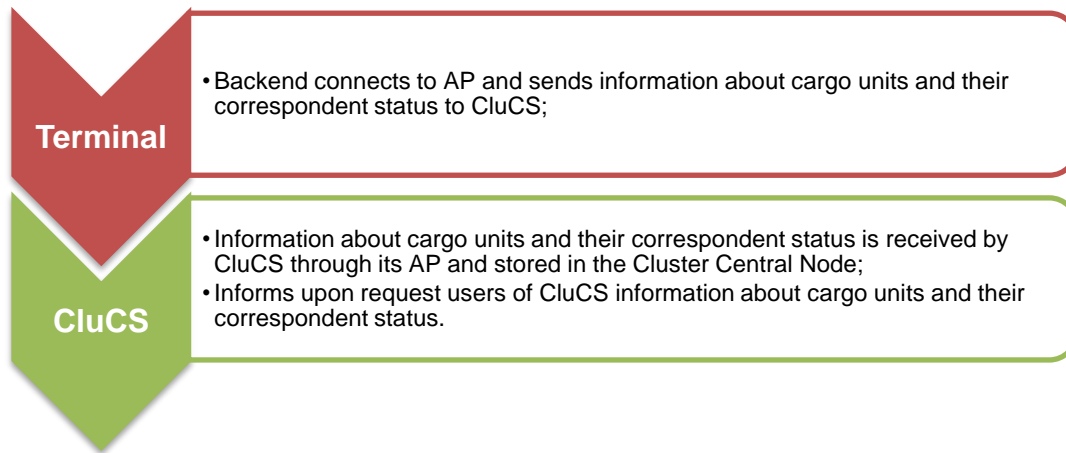 Terminal
• Backend connects to AP and sends information about cargo units and their
correspondent status to CluCS;
CluCS
• Information about cargo units and their correspondent status is received by
CluCS through its AP and stored in the Cluster Central Node;
• Informs upon request users of CluCS information about cargo units and their
correspondent status.